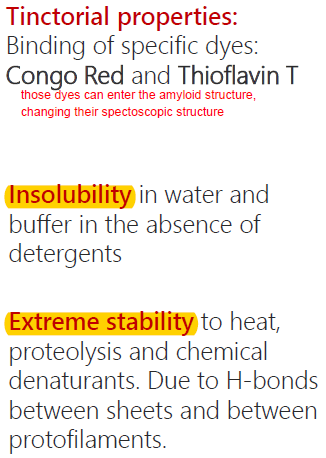 Tinctorial properties:
Binding of specific dyes:
Congo Red and Thioflavin T
those dyes can enter the amyloid structure,
changing their spectoscopic structure
Insolubility in water and
buffer in the absence of
detergents
Extreme stability to heat,
proteolysis and chemical
denaturants. Due to H-bonds
between sheets and between
protofilaments.